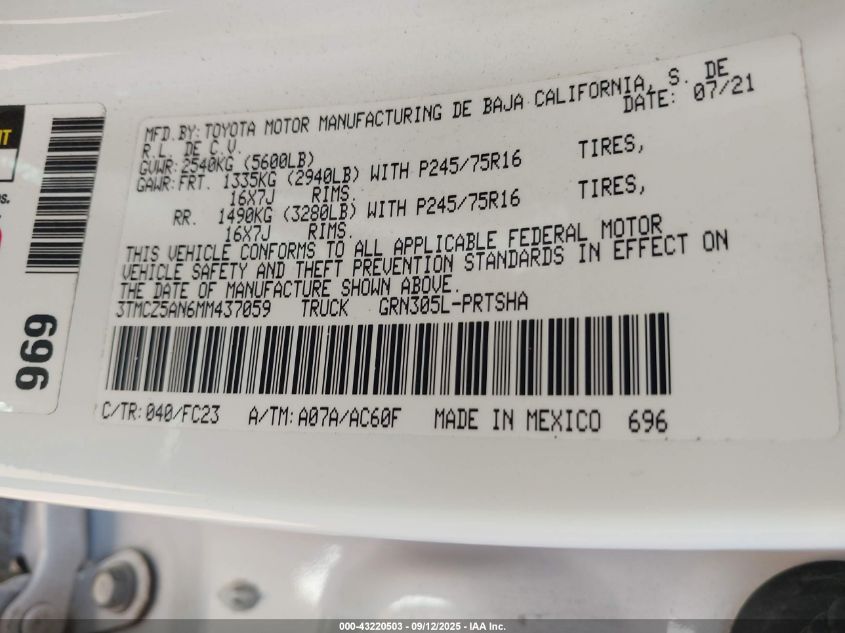 MFD. BY: TOYOTA MOTOR MANUFACTURING DE BAJA CALIFORNIA, S. DE
R.L. DE C.V.
DATE: 07/21
GVWR: 2540KG (5600LB)
GAWR: FRT. 1335KG (2940LB) WITH P245/75R16 TIRES,
16X7J RIMS.
RR. 1490KG (3280LB) WITH P245/75R16 TIRES,
16X7J RIMS.
THIS VEHICLE CONFORMS TO ALL APPLICABLE FEDERAL MOTOR
VEHICLE SAFETY AND THEFT PREVENTION STANDARDS IN EFFECT ON
THE DATE OF MANUFACTURE SHOWN ABOVE.
3TMCZ5AN6MM437059 TRUCK GRN305L-PRTSHA
C/TR: 040/FC23 A/TM: A07A/AC60F MADE IN MEXICO 696
696
000-43220503 - 09/12/2025 - IAA Inc.